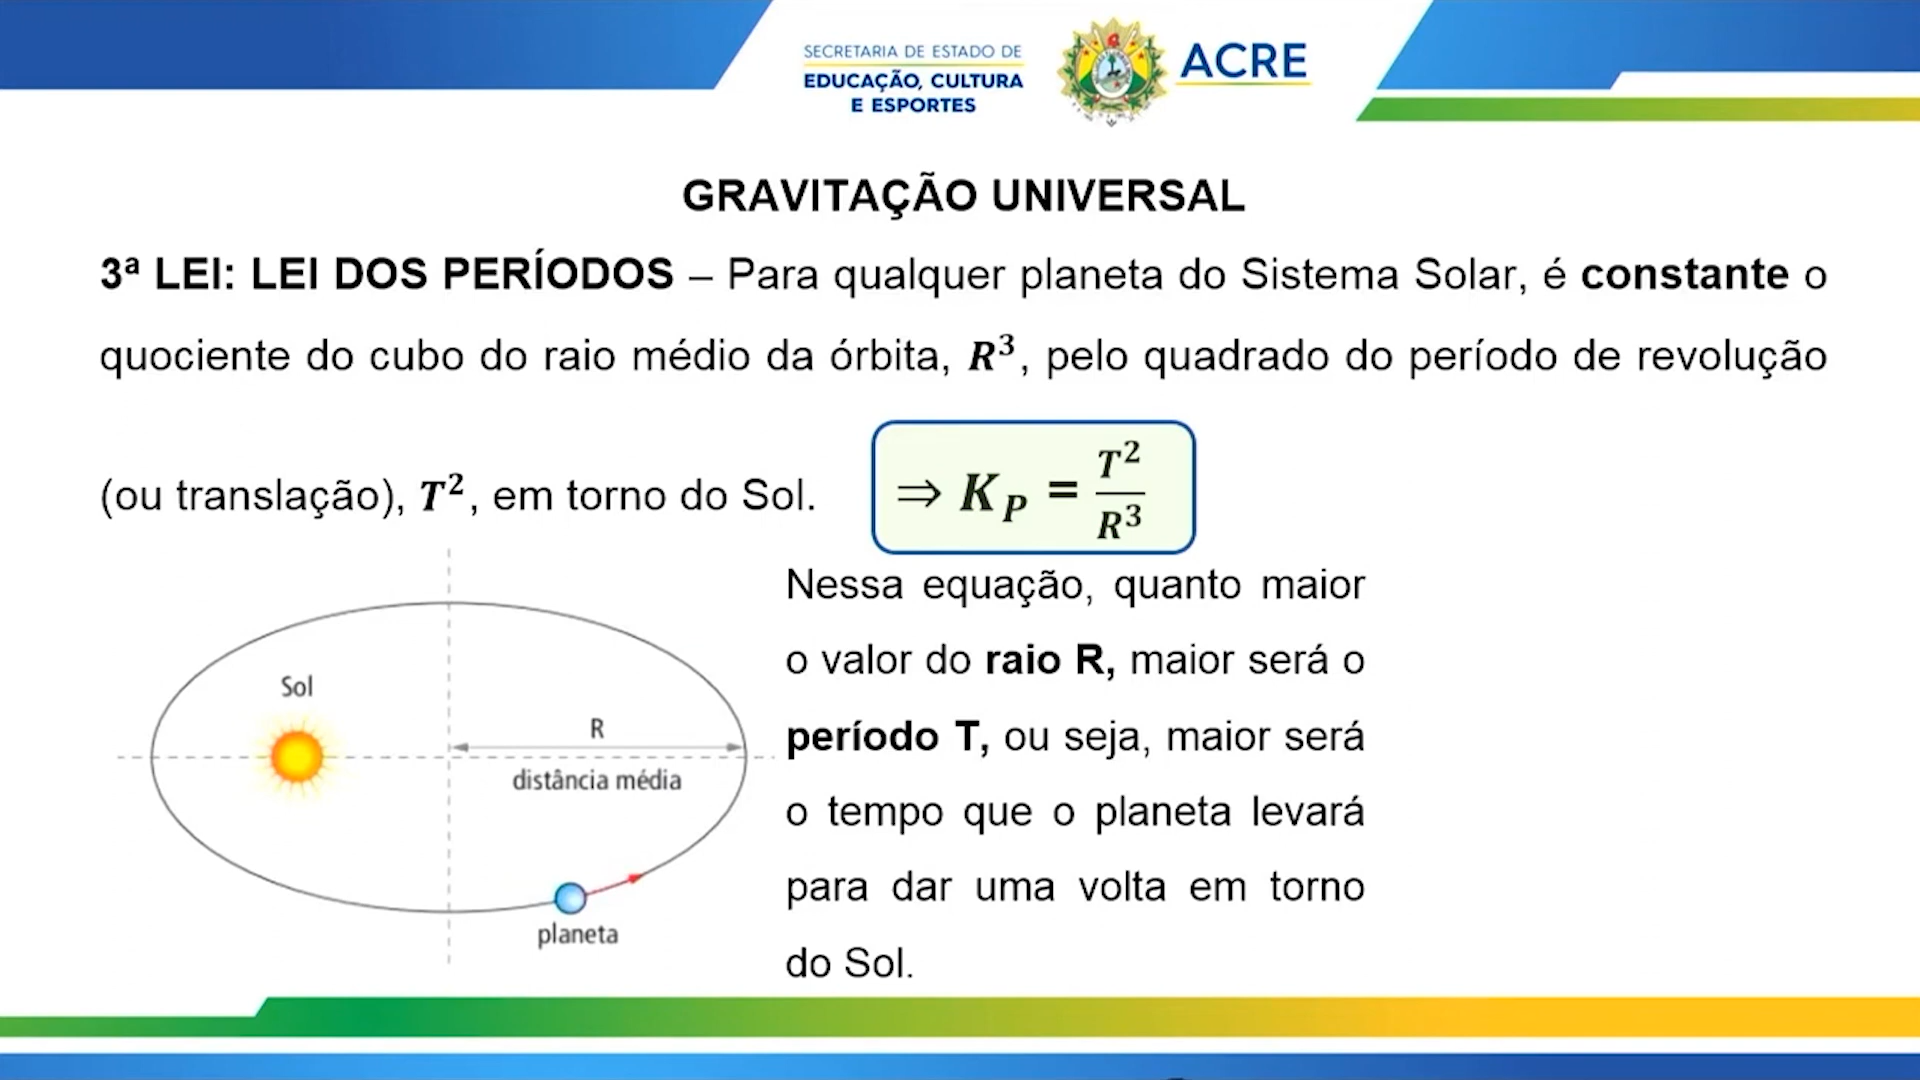 SECRETARIA DE ESTADO DE
EDUCAÇÃO, CULTURA
E ESPORTES
ACRE
GRAVITAÇÃO UNIVERSAL
3ª LEI: LEI DOS PERÍODOS – Para qualquer planeta do Sistema Solar, é constante o
quociente do cubo do raio médio da órbita, R³, pelo quadrado do período de revolução
(ou translação), T², em torno do Sol. ⇒ K_P = T²/R³
Nessa equação, quanto maior
o valor do raio R, maior será o
período T, ou seja, maior será
o tempo que o planeta levará
para dar uma volta em torno
do Sol.
Sol
R
distância média
planeta